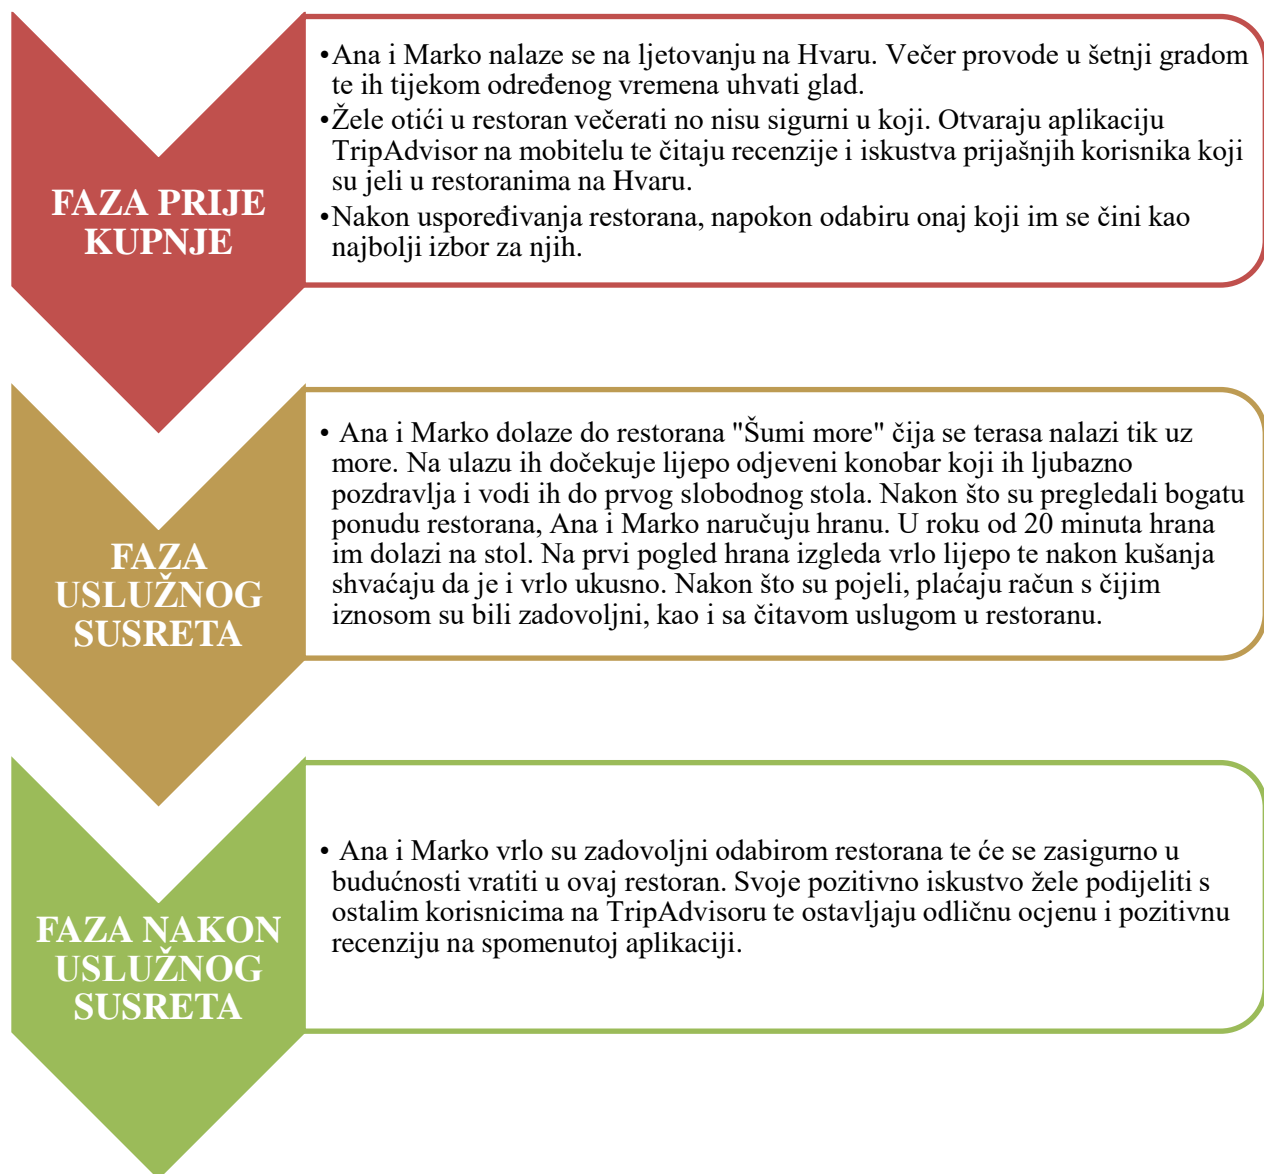 FAZA PRIJE
KUPNJE
•Ana i Marko nalaze se na ljetovanju na Hvaru. Večer provode u šetnji gradom
te ih tijekom određenog vremena uhvati glad.
•Žele otići u restoran večerati no nisu sigurni u koji. Otvaraju aplikaciju
TripAdvisor na mobitelu te čitaju recenzije i iskustva prijašnjih korisnika koji
su jeli u restoranima na Hvaru.
•Nakon uspoređivanja restorana, napokon odabiru onaj koji im se čini kao
najbolji izbor za njih.
FAZA
USLUŽNOG
SUSRETA
• Ana i Marko dolaze do restorana "Šumi more" čija se terasa nalazi tik uz
more. Na ulazu ih dočekuje lijepo odjeveni konobar koji ih ljubazno
pozdravlja i vodi ih do prvog slobodnog stola. Nakon što su pregledali bogatu
ponudu restorana, Ana i Marko naručuju hranu. U roku od 20 minuta hrana
im dolazi na stol. Na prvi pogled hrana izgleda vrlo lijepo te nakon kušanja
shvaćaju da je i vrlo ukusno. Nakon što su pojeli, plaćaju račun s čijim
iznosom su bili zadovoljni, kao i sa čitavom uslugom u restoranu.
FAZA NAKON
USLUŽNOG
SUSRETA
• Ana i Marko vrlo su zadovoljni odabirom restorana te će se zasigurno u
budućnosti vratiti u ovaj restoran. Svoje pozitivno iskustvo žele podijeliti s
ostalim korisnicima na TripAdvisoru te ostavljaju odličnu ocjenu i pozitivnu
recenziju na spomenutoj aplikaciji.